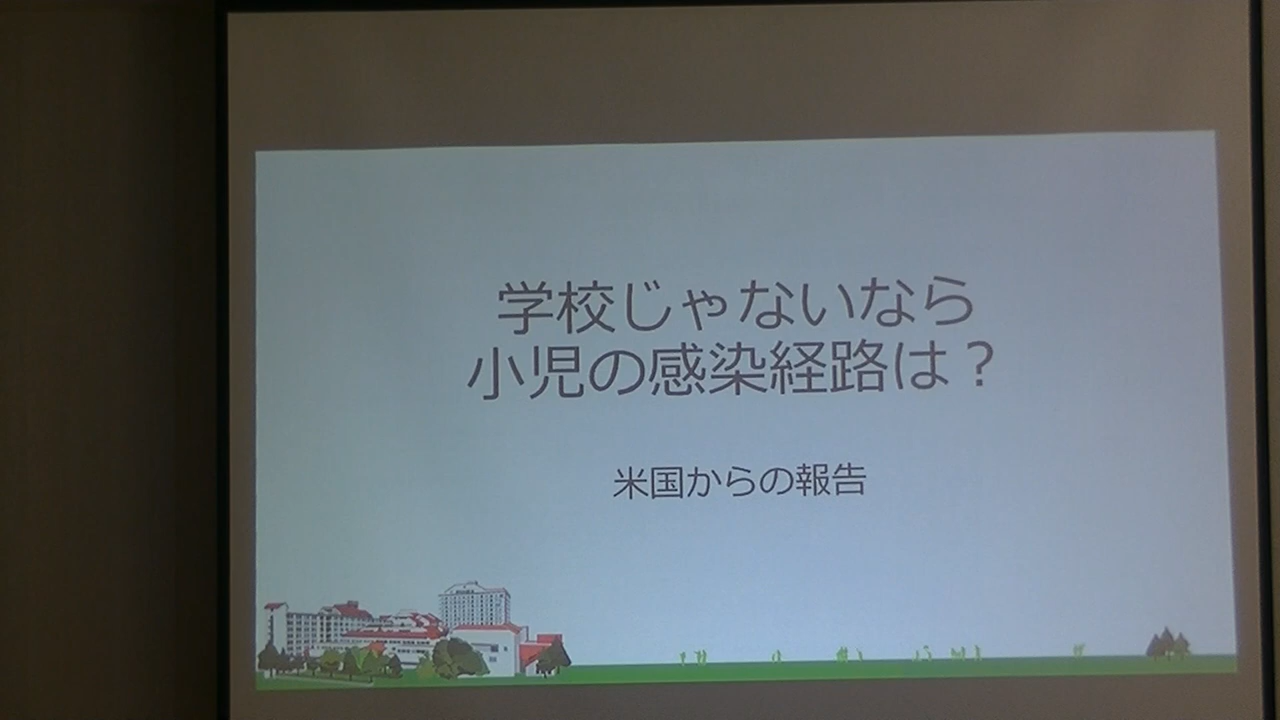 学校じゃないなら
小児の感染経路は？
米国からの報告